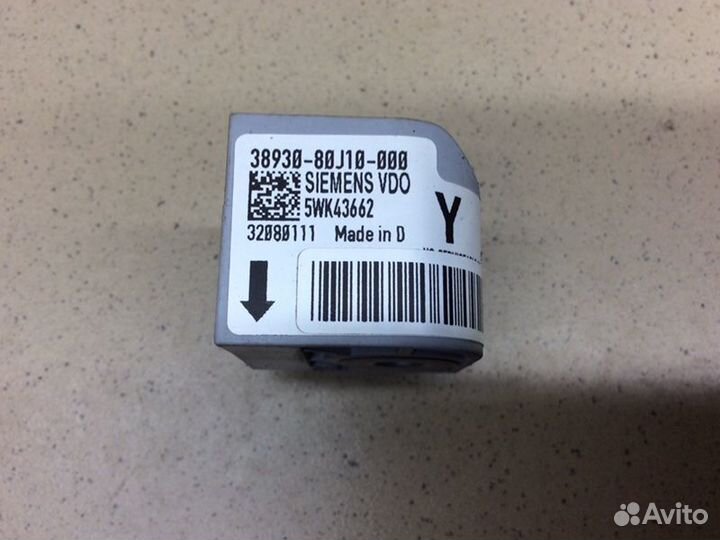 38930-80J10-000
SIEMENS VDO
5WK43662
32080111 Made in D
Y
Avito